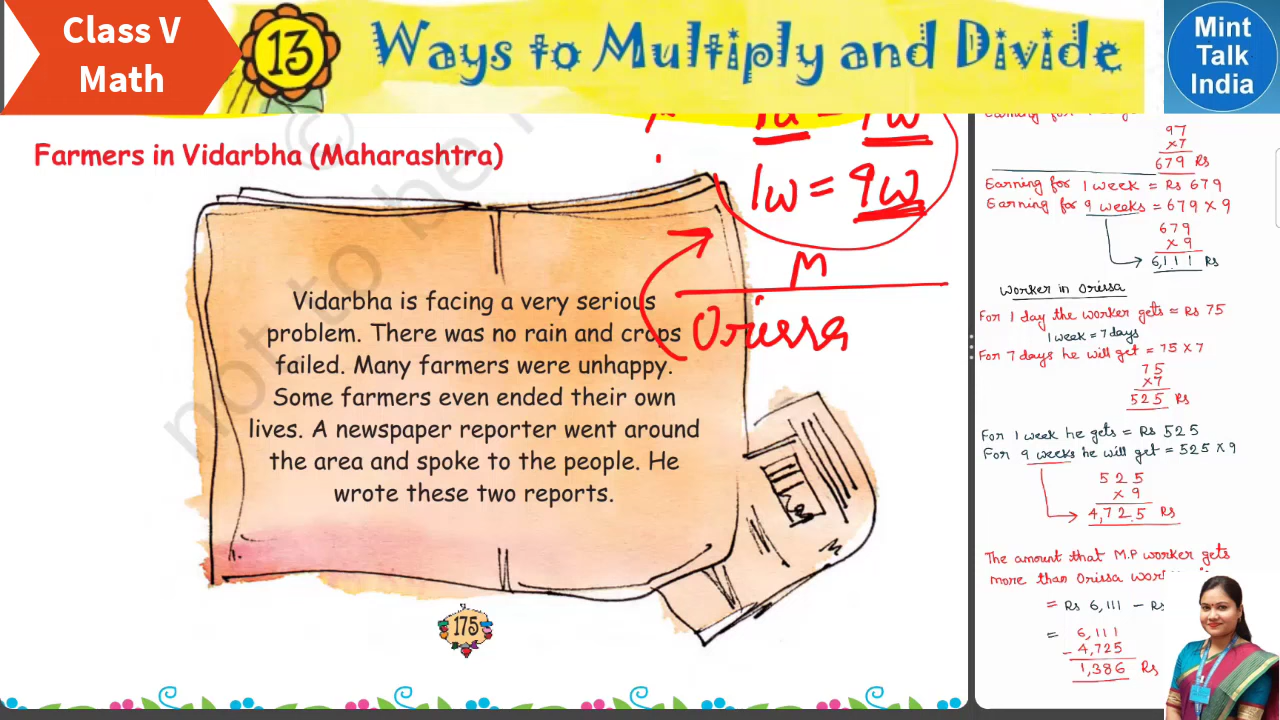 Class V
Math
13
Ways to Multiply and Divide
Mint
Talk
India
Farmers in Vidarbha (Maharashtra)
not to be
©
Vidarbha is facing a very serious
problem. There was no rain and crops
failed. Many farmers were unhappy.
Some farmers even ended their own
lives. A newspaper reporter went around
the area and spoke to the people. He
wrote these two reports.
175
1w = 9w
M
Orissa
97
×7
679 Rs
Earning for 1 week = Rs 679
Earning for 9 weeks = 679 × 9
679
× 9
6,111 Rs
Worker in Orissa
For 1 day the worker gets = Rs 75
1 week = 7 days
For 7 days he will get = 75 × 7
75
×7
525 Rs
For 1 week he gets = Rs 525
For 9 weeks he will get = 525 × 9
525
× 9
4,725 Rs
The amount that M.P worker gets
more than Orissa
= Rs 6,111 – Rs
= 6,111
- 4,725
1,386 Rs